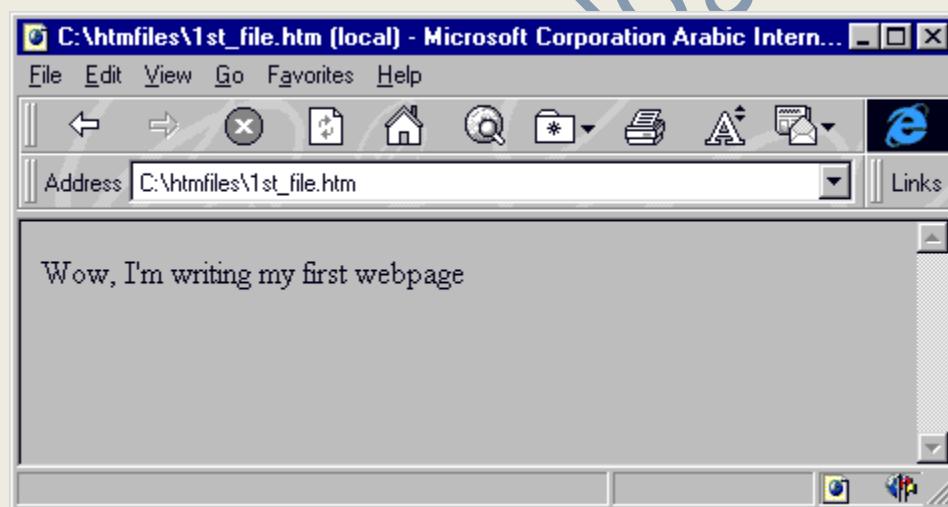 C:\htmfiles\1st_file.htm (local) - Microsoft Corporation Arabic Intern...
File Edit View Go Favorites Help
Address C:\htmfiles\1st_file.htm Links
Wow, I'm writing my first webpage